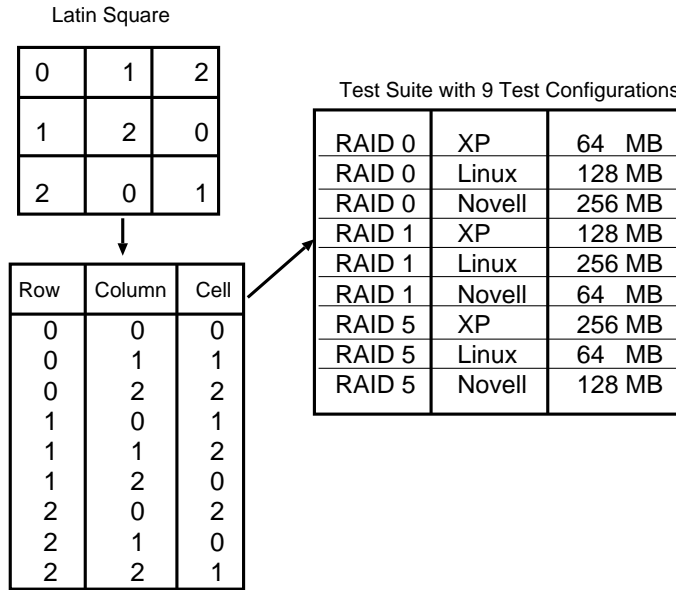 Latin Square
0 1 2
1 2 0
2 0 1
Test Suite with 9 Test Configurations
RAID 0 XP 64 MB
RAID 0 Linux 128 MB
RAID 0 Novell 256 MB
RAID 1 XP 128 MB
RAID 1 Linux 256 MB
RAID 1 Novell 64 MB
RAID 5 XP 256 MB
RAID 5 Linux 64 MB
RAID 5 Novell 128 MB
Row Column Cell
0 0 0
0 1 1
0 2 2
1 0 1
1 1 2
1 2 0
2 0 2
2 1 0
2 2 1